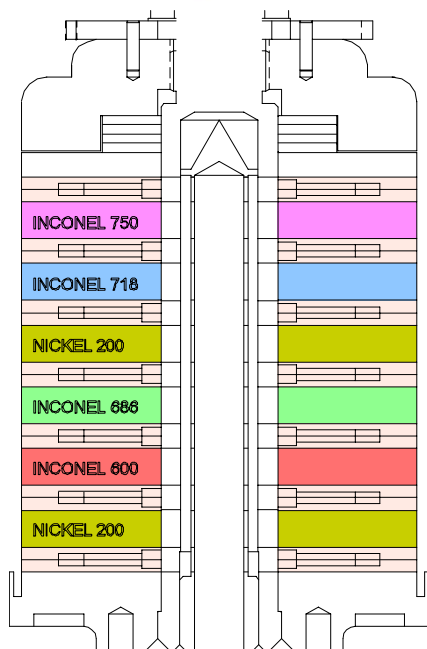 INCONEL 750
INCONEL 718
NICKEL 200
INCONEL 686
INCONEL 600
NICKEL 200